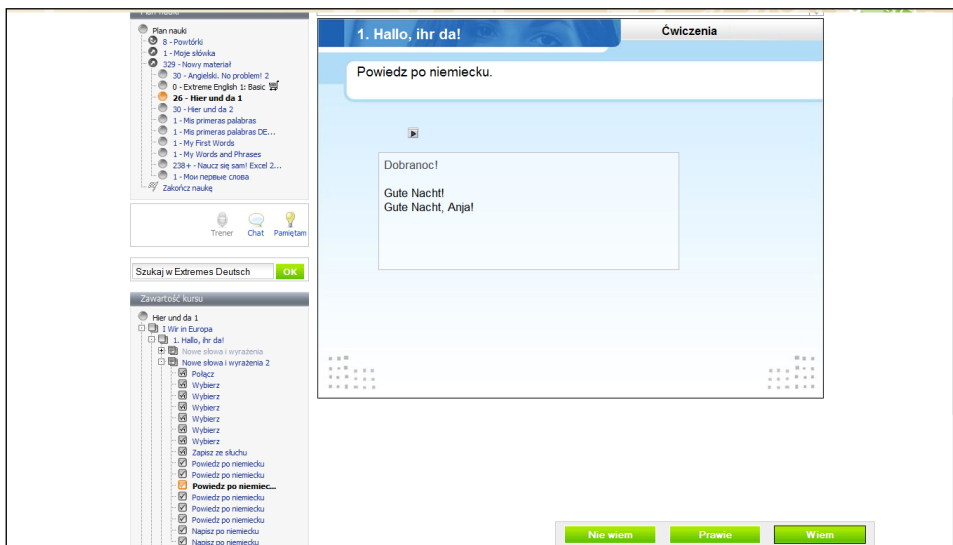 Plan nauki
Plan nauki
8 - Powtórki
1 - Moje słówka
329 - Nowy materiał
30 - Angielski. No problem! 2
0 - Extreme English 1: Basic
26 - Hier und da 1
30 - Hier und da 2
1 - Mis primeras palabras
1 - Mis primeras palabras DE...
1 - My First Words
1 - My Words and Phrases
238+ - Naucz się sam! Excel 2...
1 - Мои первые слова
Zakończ naukę
Trener Chat Pamiętam
Szukaj w Extremes Deutsch OK
Zawartość kursu
Hier und da 1
I Wir in Europa
1. Hallo, ihr da!
Nowe słowa i wyrażenia
Nowe słowa i wyrażenia 2
Połącz
Wybierz
Wybierz
Wybierz
Wybierz
Wybierz
Wybierz
Zapisz ze słuchu
Powiedz po niemiecku
Powiedz po niemiecku
Powiedz po niemiec...
Powiedz po niemiecku
Powiedz po niemiecku
Powiedz po niemiecku
Napisz po niemiecku
Napisz po niemiecku
1. Hallo, ihr da! Ćwiczenia
Powiedz po niemiecku.
Dobranoc!
Gute Nacht!
Gute Nacht, Anja!
Nie wiem Prawie Wiem